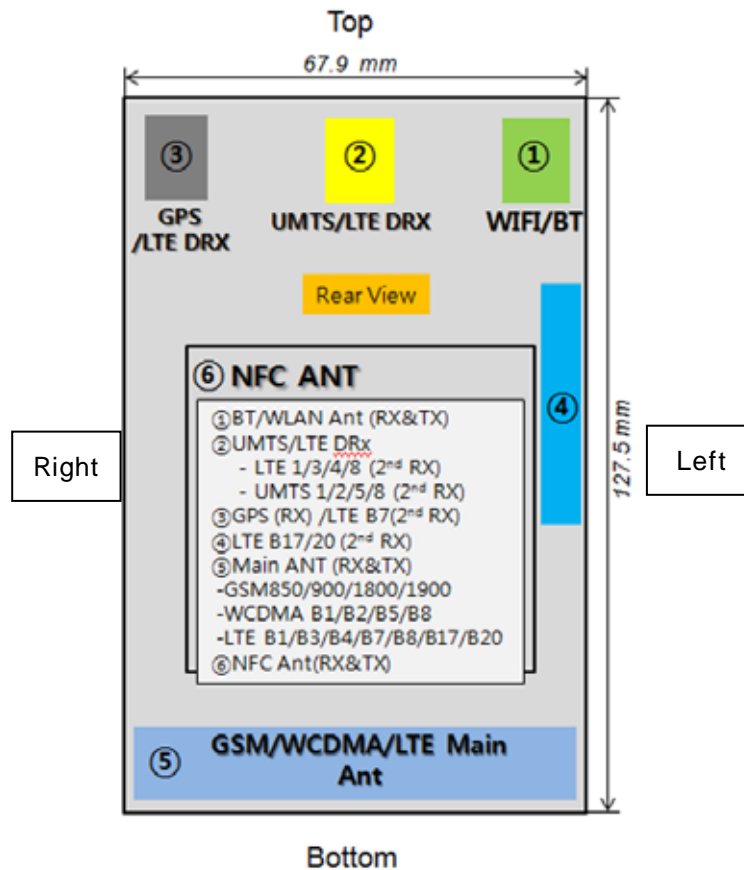 Top
67.9 mm
③
②
①
GPS
/LTE DRX
UMTS/LTE DRX
WIFI/BT
Rear View
⑥ NFC ANT
④
①BT/WLAN Ant (RX&TX)
②UMTS/LTE DRx
- LTE 1/3/4/8 (2nd RX)
- UMTS 1/2/5/8 (2nd RX)
③GPS (RX) /LTE B7(2nd RX)
④LTE B17/20 (2nd RX)
⑤Main ANT (RX&TX)
-GSM850/900/1800/1900
-WCDMA B1/B2/B5/B8
-LTE B1/B3/B4/B7/B8/B17/B20
⑥NFC Ant(RX&TX)
Right
127.5 mm
Left
⑤
GSM/WCDMA/LTE Main
Ant
Bottom